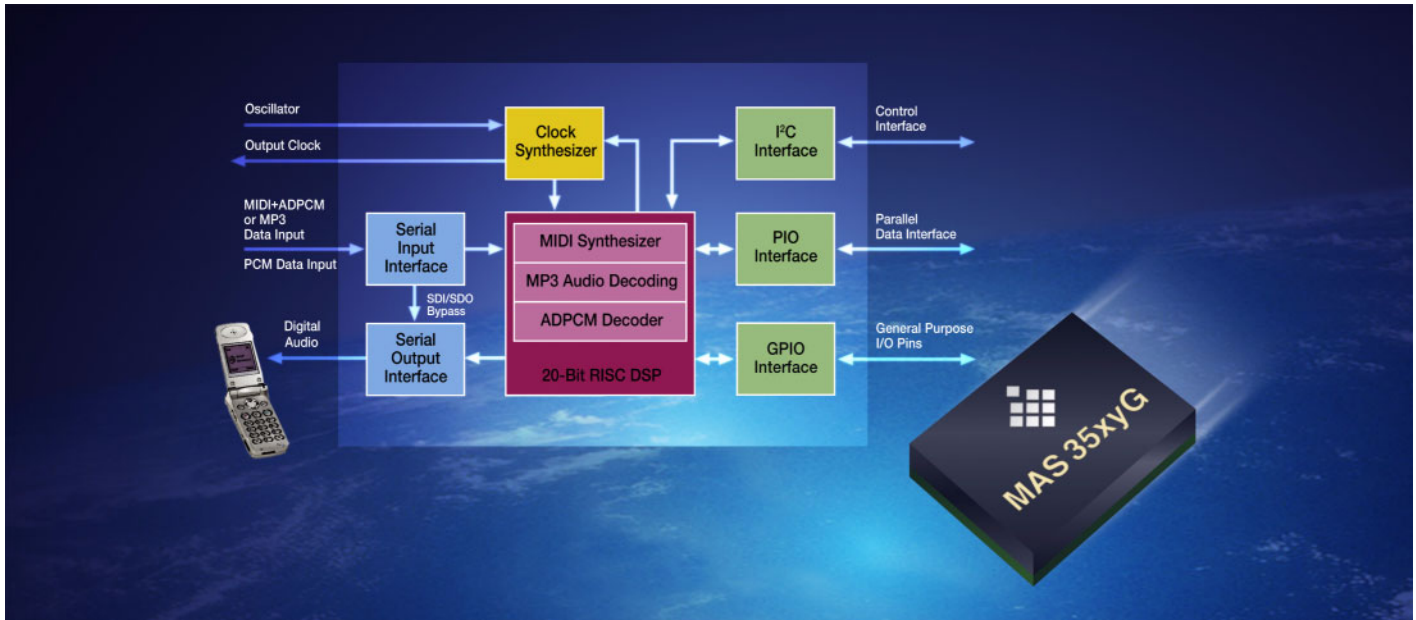 Oscillator
Output Clock
Clock
Synthesizer
I²C
Interface
Control
Interface
MIDI+ADPCM
or MP3
Data Input
PCM Data Input
Serial
Input
Interface
MIDI Synthesizer
MP3 Audio Decoding
ADPCM Decoder
20-Bit RISC DSP
PIO
Interface
Parallel
Data Interface
SDI/SDO
Bypass
Digital
Audio
Serial
Output
Interface
GPIO
Interface
General Purpose
I/O Pins
MAS 35xyG